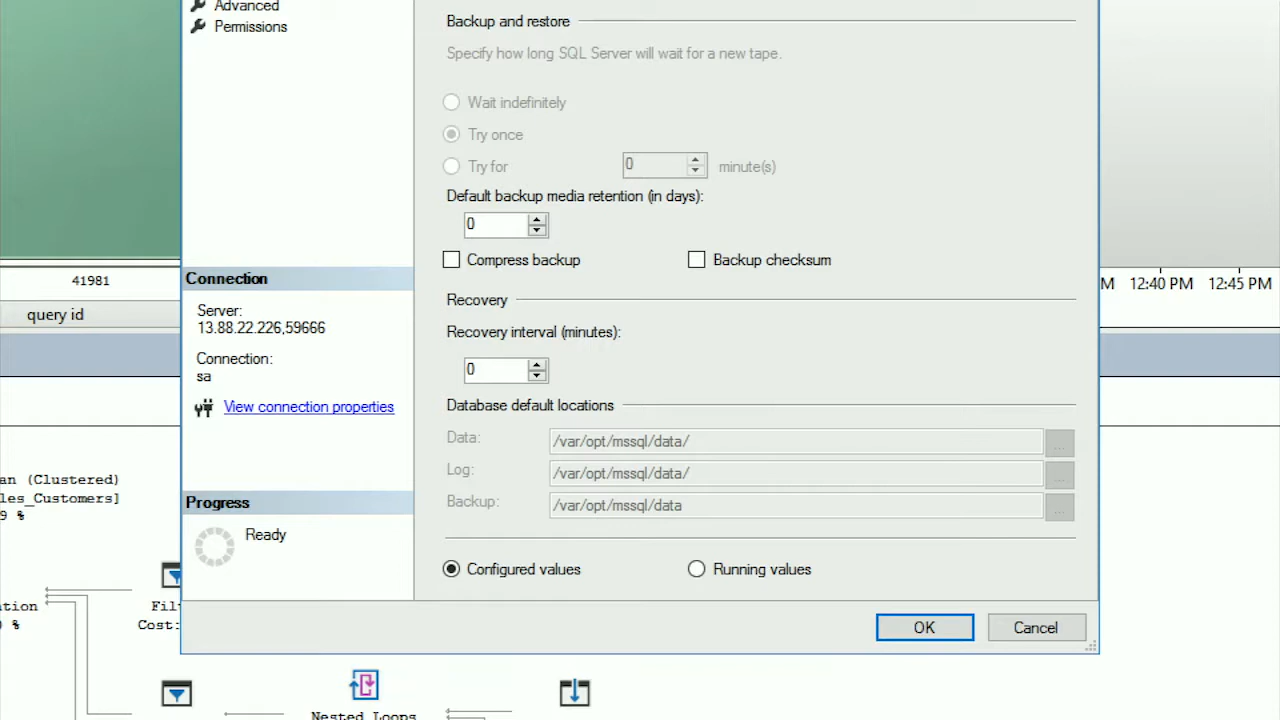 Advanced
Permissions
Backup and restore
Specify how long SQL Server will wait for a new tape.
Wait indefinitely
Try once
Try for
0
minute(s)
Default backup media retention (in days):
0
Compress backup
Backup checksum
Connection
Server:
13.88.22.226,59666
Connection:
sa
View connection properties
Recovery
Recovery interval (minutes):
0
Database default locations
Data:
/var/opt/mssql/data/
...
Log:
/var/opt/mssql/data/
...
Backup:
/var/opt/mssql/data
...
Progress
Ready
Configured values
Running values
OK
Cancel
41981
query id
M 12:40 PM 12:45 PM
an (Clustered)
les_Customers]
9 %
tion
%
Fil
Cost:
Nested Loops